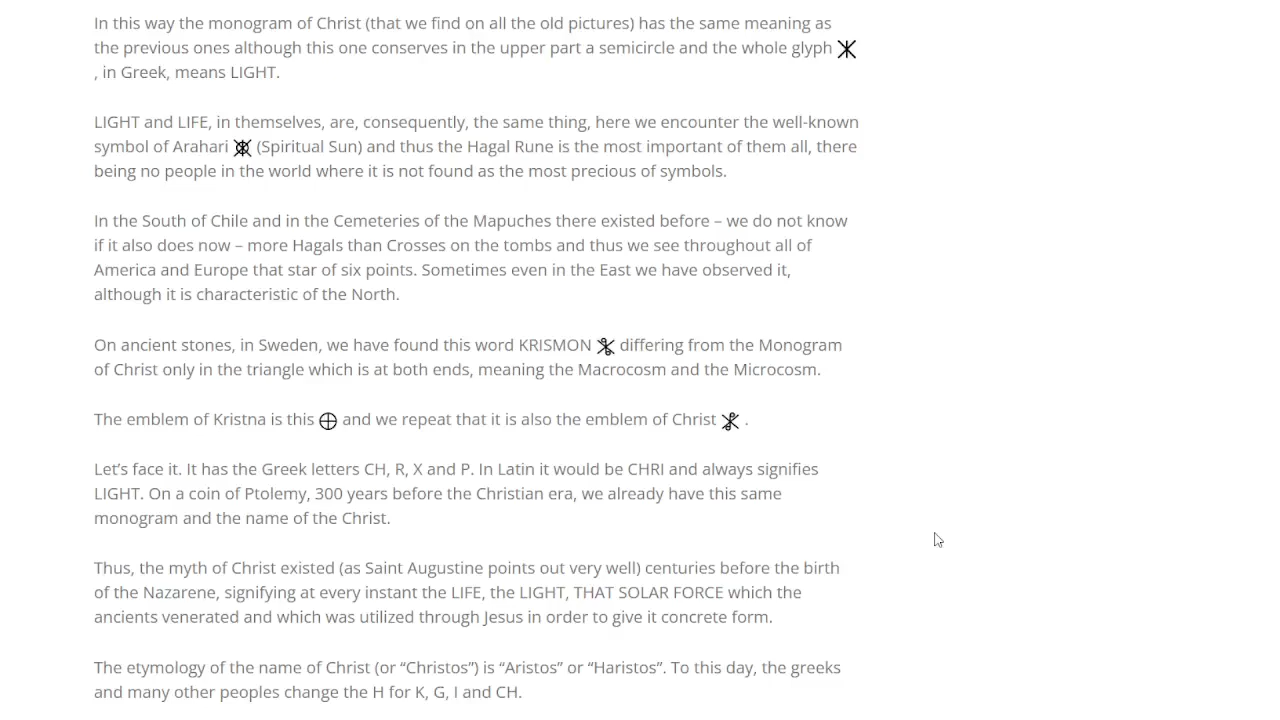 In this way the monogram of Christ (that we find on all the old pictures) has the same meaning as
the previous ones although this one conserves in the upper part a semicircle and the whole glyph
, in Greek, means LIGHT.
LIGHT and LIFE, in themselves, are, consequently, the same thing, here we encounter the well-known
symbol of Arahari (Spiritual Sun) and thus the Hagal Rune is the most important of them all, there
being no people in the world where it is not found as the most precious of symbols.
In the South of Chile and in the Cemeteries of the Mapuches there existed before – we do not know
if it also does now – more Hagals than Crosses on the tombs and thus we see throughout all of
America and Europe that star of six points. Sometimes even in the East we have observed it,
although it is characteristic of the North.
On ancient stones, in Sweden, we have found this word KRISMON differing from the Monogram
of Christ only in the triangle which is at both ends, meaning the Macrocosm and the Microcosm.
The emblem of Kristna is this and we repeat that it is also the emblem of Christ .
Let’s face it. It has the Greek letters CH, R, X and P. In Latin it would be CHRI and always signifies
LIGHT. On a coin of Ptolemy, 300 years before the Christian era, we already have this same
monogram and the name of the Christ.
Thus, the myth of Christ existed (as Saint Augustine points out very well) centuries before the birth
of the Nazarene, signifying at every instant the LIFE, the LIGHT, THAT SOLAR FORCE which the
ancients venerated and which was utilized through Jesus in order to give it concrete form.
The etymology of the name of Christ (or “Christos”) is “Aristos” or “Haristos”. To this day, the greeks
and many other peoples change the H for K, G, I and CH.